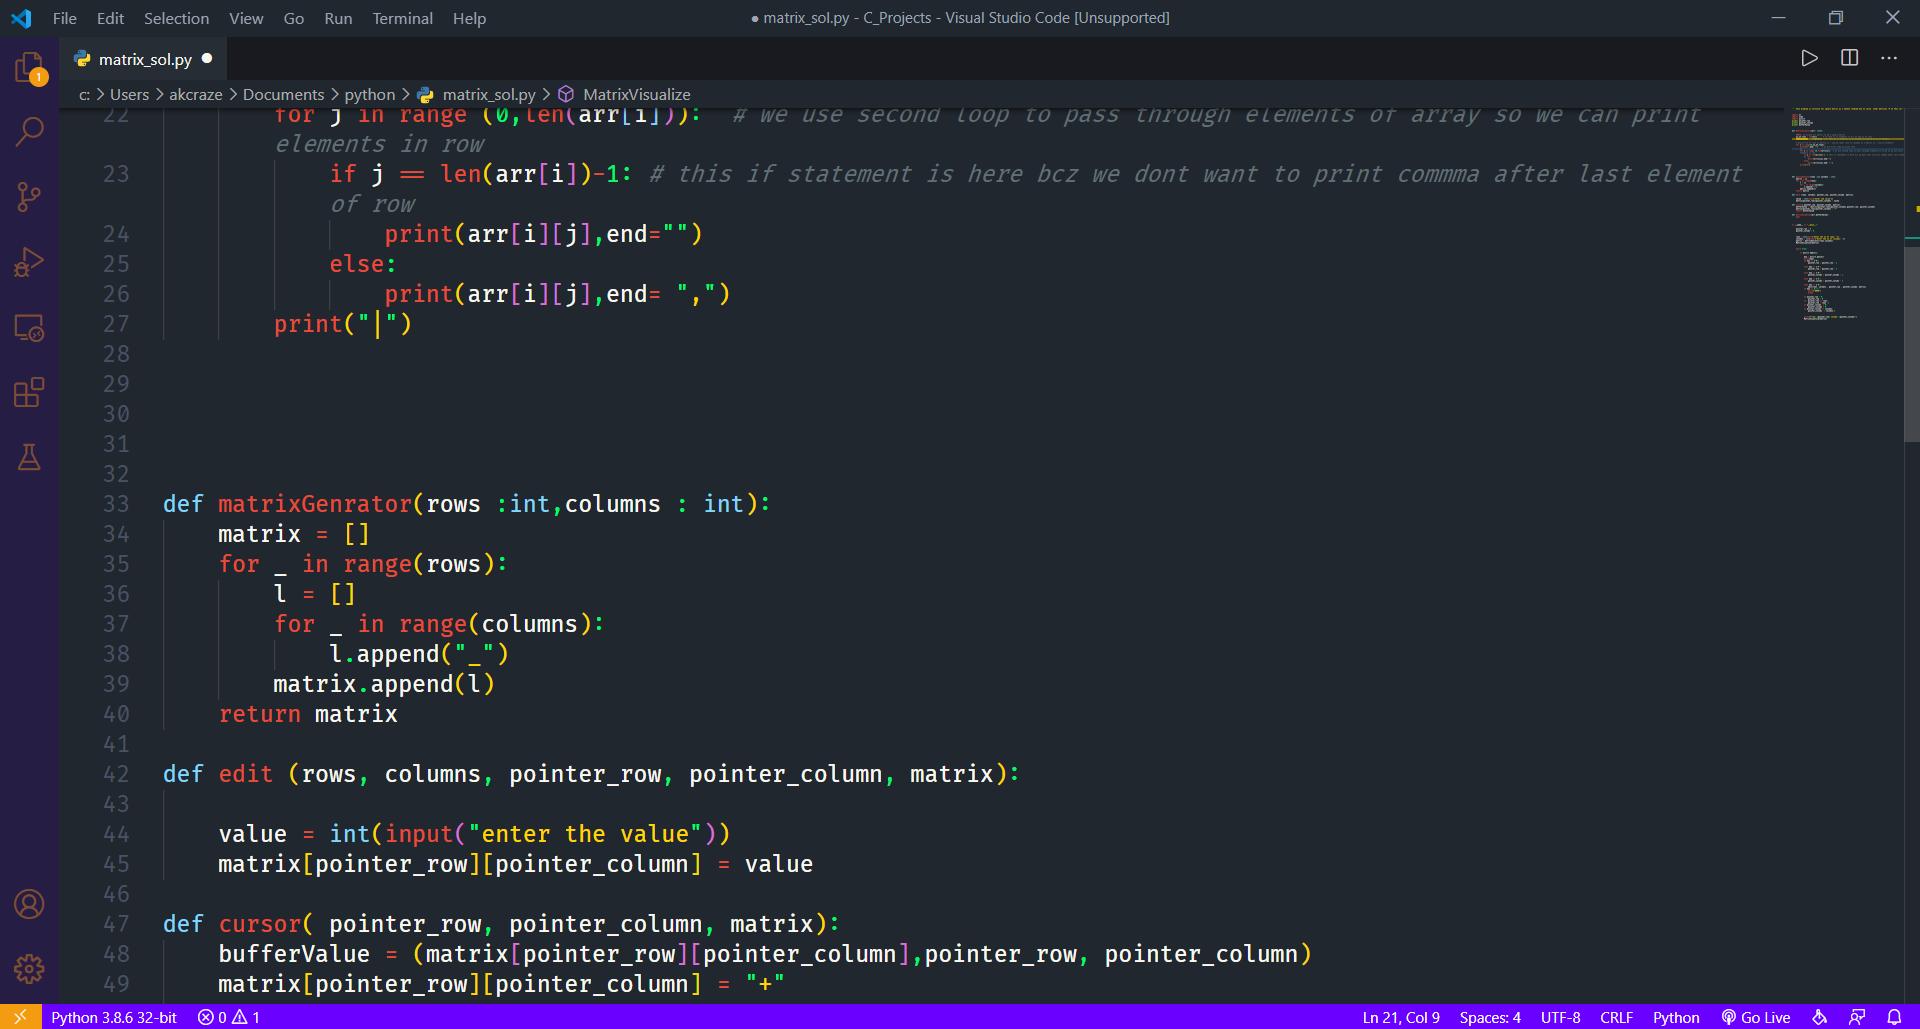 File Edit Selection View Go Run Terminal Help
● matrix_sol.py - C_Projects - Visual Studio Code [Unsupported]
matrix_sol.py
1
c: > Users > akcraze > Documents > python > matrix_sol.py > MatrixVisualize
22 for j in range (0,len(arr[i])): # we use second loop to pass through elements of array so we can print
elements in row
23 if j == len(arr[i])-1: # this if statement is here bcz we dont want to print commma after last element
of row
24 print(arr[i][j],end="")
25 else:
26 print(arr[i][j],end= ",")
27 print("|")
28
29
30
31
32
33 def matrixGenrator(rows :int,columns : int):
34 matrix = []
35 for _ in range(rows):
36 l = []
37 for _ in range(columns):
38 l.append("_")
39 matrix.append(l)
40 return matrix
41
42 def edit (rows, columns, pointer_row, pointer_column, matrix):
43
44 value = int(input("enter the value"))
45 matrix[pointer_row][pointer_column] = value
46
47 def cursor( pointer_row, pointer_column, matrix):
48 bufferValue = (matrix[pointer_row][pointer_column],pointer_row, pointer_column)
49 matrix[pointer_row][pointer_column] = "+"
Python 3.8.6 32-bit 0 1 Ln 21, Col 9 Spaces: 4 UTF-8 CRLF Python Go Live